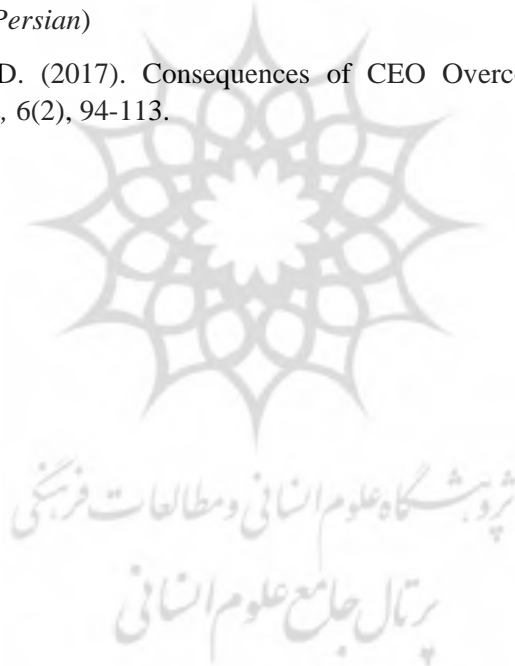 Persian)
D. (2017). Consequences of CEO Overc
, 6(2), 94-113.
پژوهشگاه علوم انسانی و مطالعات فرهنگی
پرتال جامع علوم انسانی